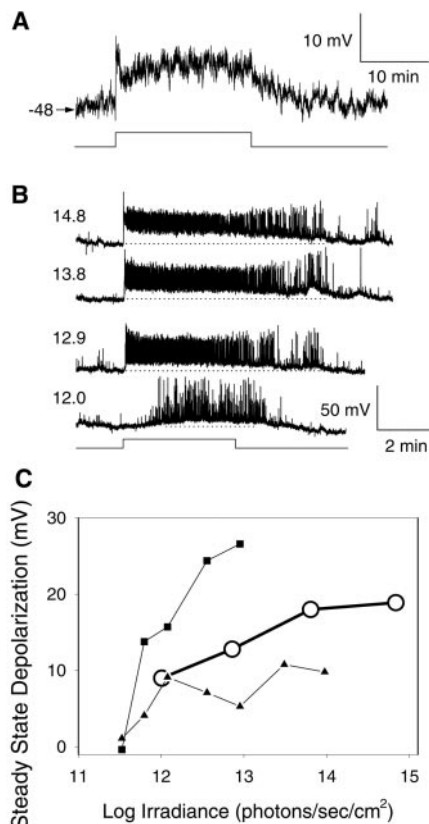 A
10 mV
10 min
-48
B
14.8
13.8
12.9
12.0
50 mV
2 min
C
Steady State Depolarization (mV)
30
20
10
0
11 12 13 14 15
Log Irradiance (photons/sec/cm²)